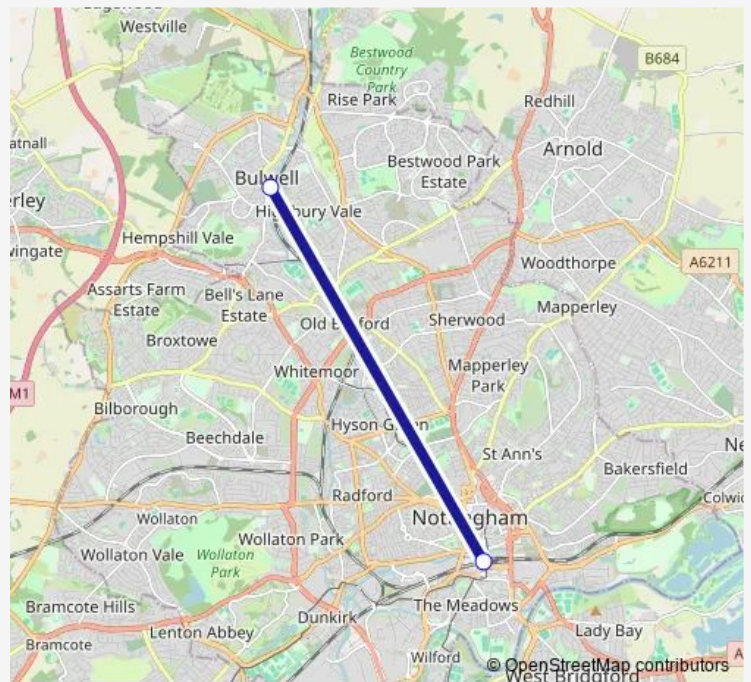 Westville
Bestwood
Country
Park
B684
Rise Park
Redhill
atnall
Arnold
Bestwood Park
Estate
Bulwell
erley
Highbury Vale
wingate
Hempshill Vale
Woodthorpe
A6211
Assarts Farm
Estate
Bell's Lane
Estate
Mapperley
Old Basford
Sherwood
Broxtowe
Whitemoor
Mapperley
Park
M1
Bilborough
Hyson Green
Beechdale
St Ann's
Bakersfield
Ne
Radford
Colwic
Nottingham
Wollaton
Wollaton Park
Wollaton Vale
Wollaton
Park
Bramcote Hills
The Meadows
Dunkirk
Lenton Abbey
Lady Bay
Bramcote
Wilford
A
© OpenStreetMap contributors
West Bridgford